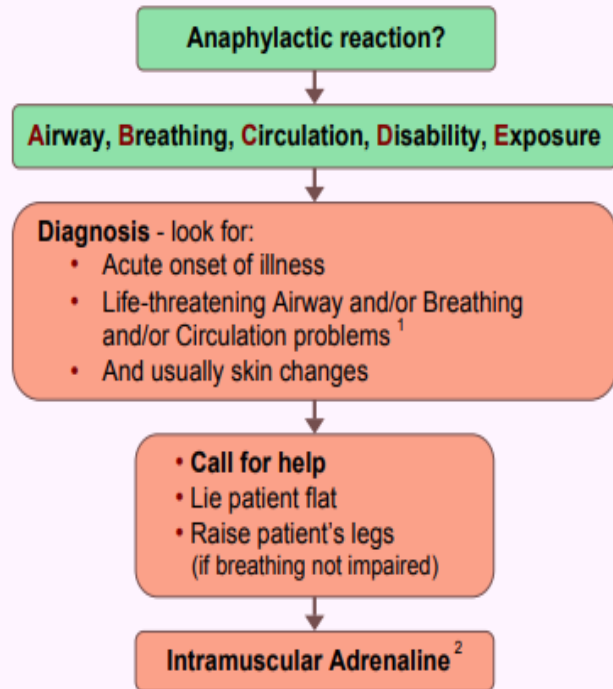 Anaphylactic reaction?
Airway, Breathing, Circulation, Disability, Exposure
Diagnosis - look for:
• Acute onset of illness
• Life-threatening Airway and/or Breathing
and/or Circulation problems 1
• And usually skin changes
• Call for help
• Lie patient flat
• Raise patient's legs
(if breathing not impaired)
Intramuscular Adrenaline 2